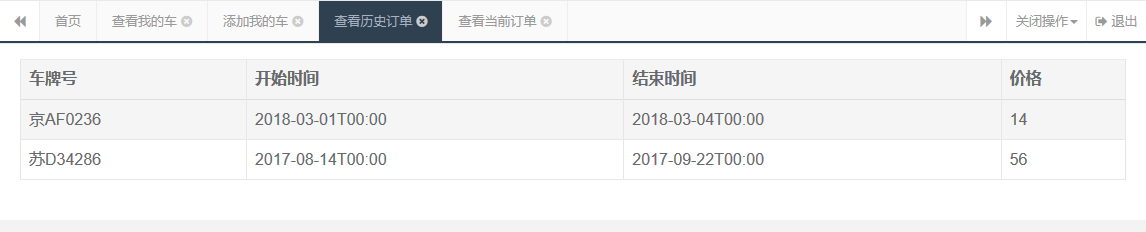 首页 查看我的车 添加我的车 查看历史订单 查看当前订单 关闭操作 退出
车牌号 开始时间 结束时间 价格
京AF0236 2018-03-01T00:00 2018-03-04T00:00 14
苏D34286 2017-08-14T00:00 2017-09-22T00:00 56